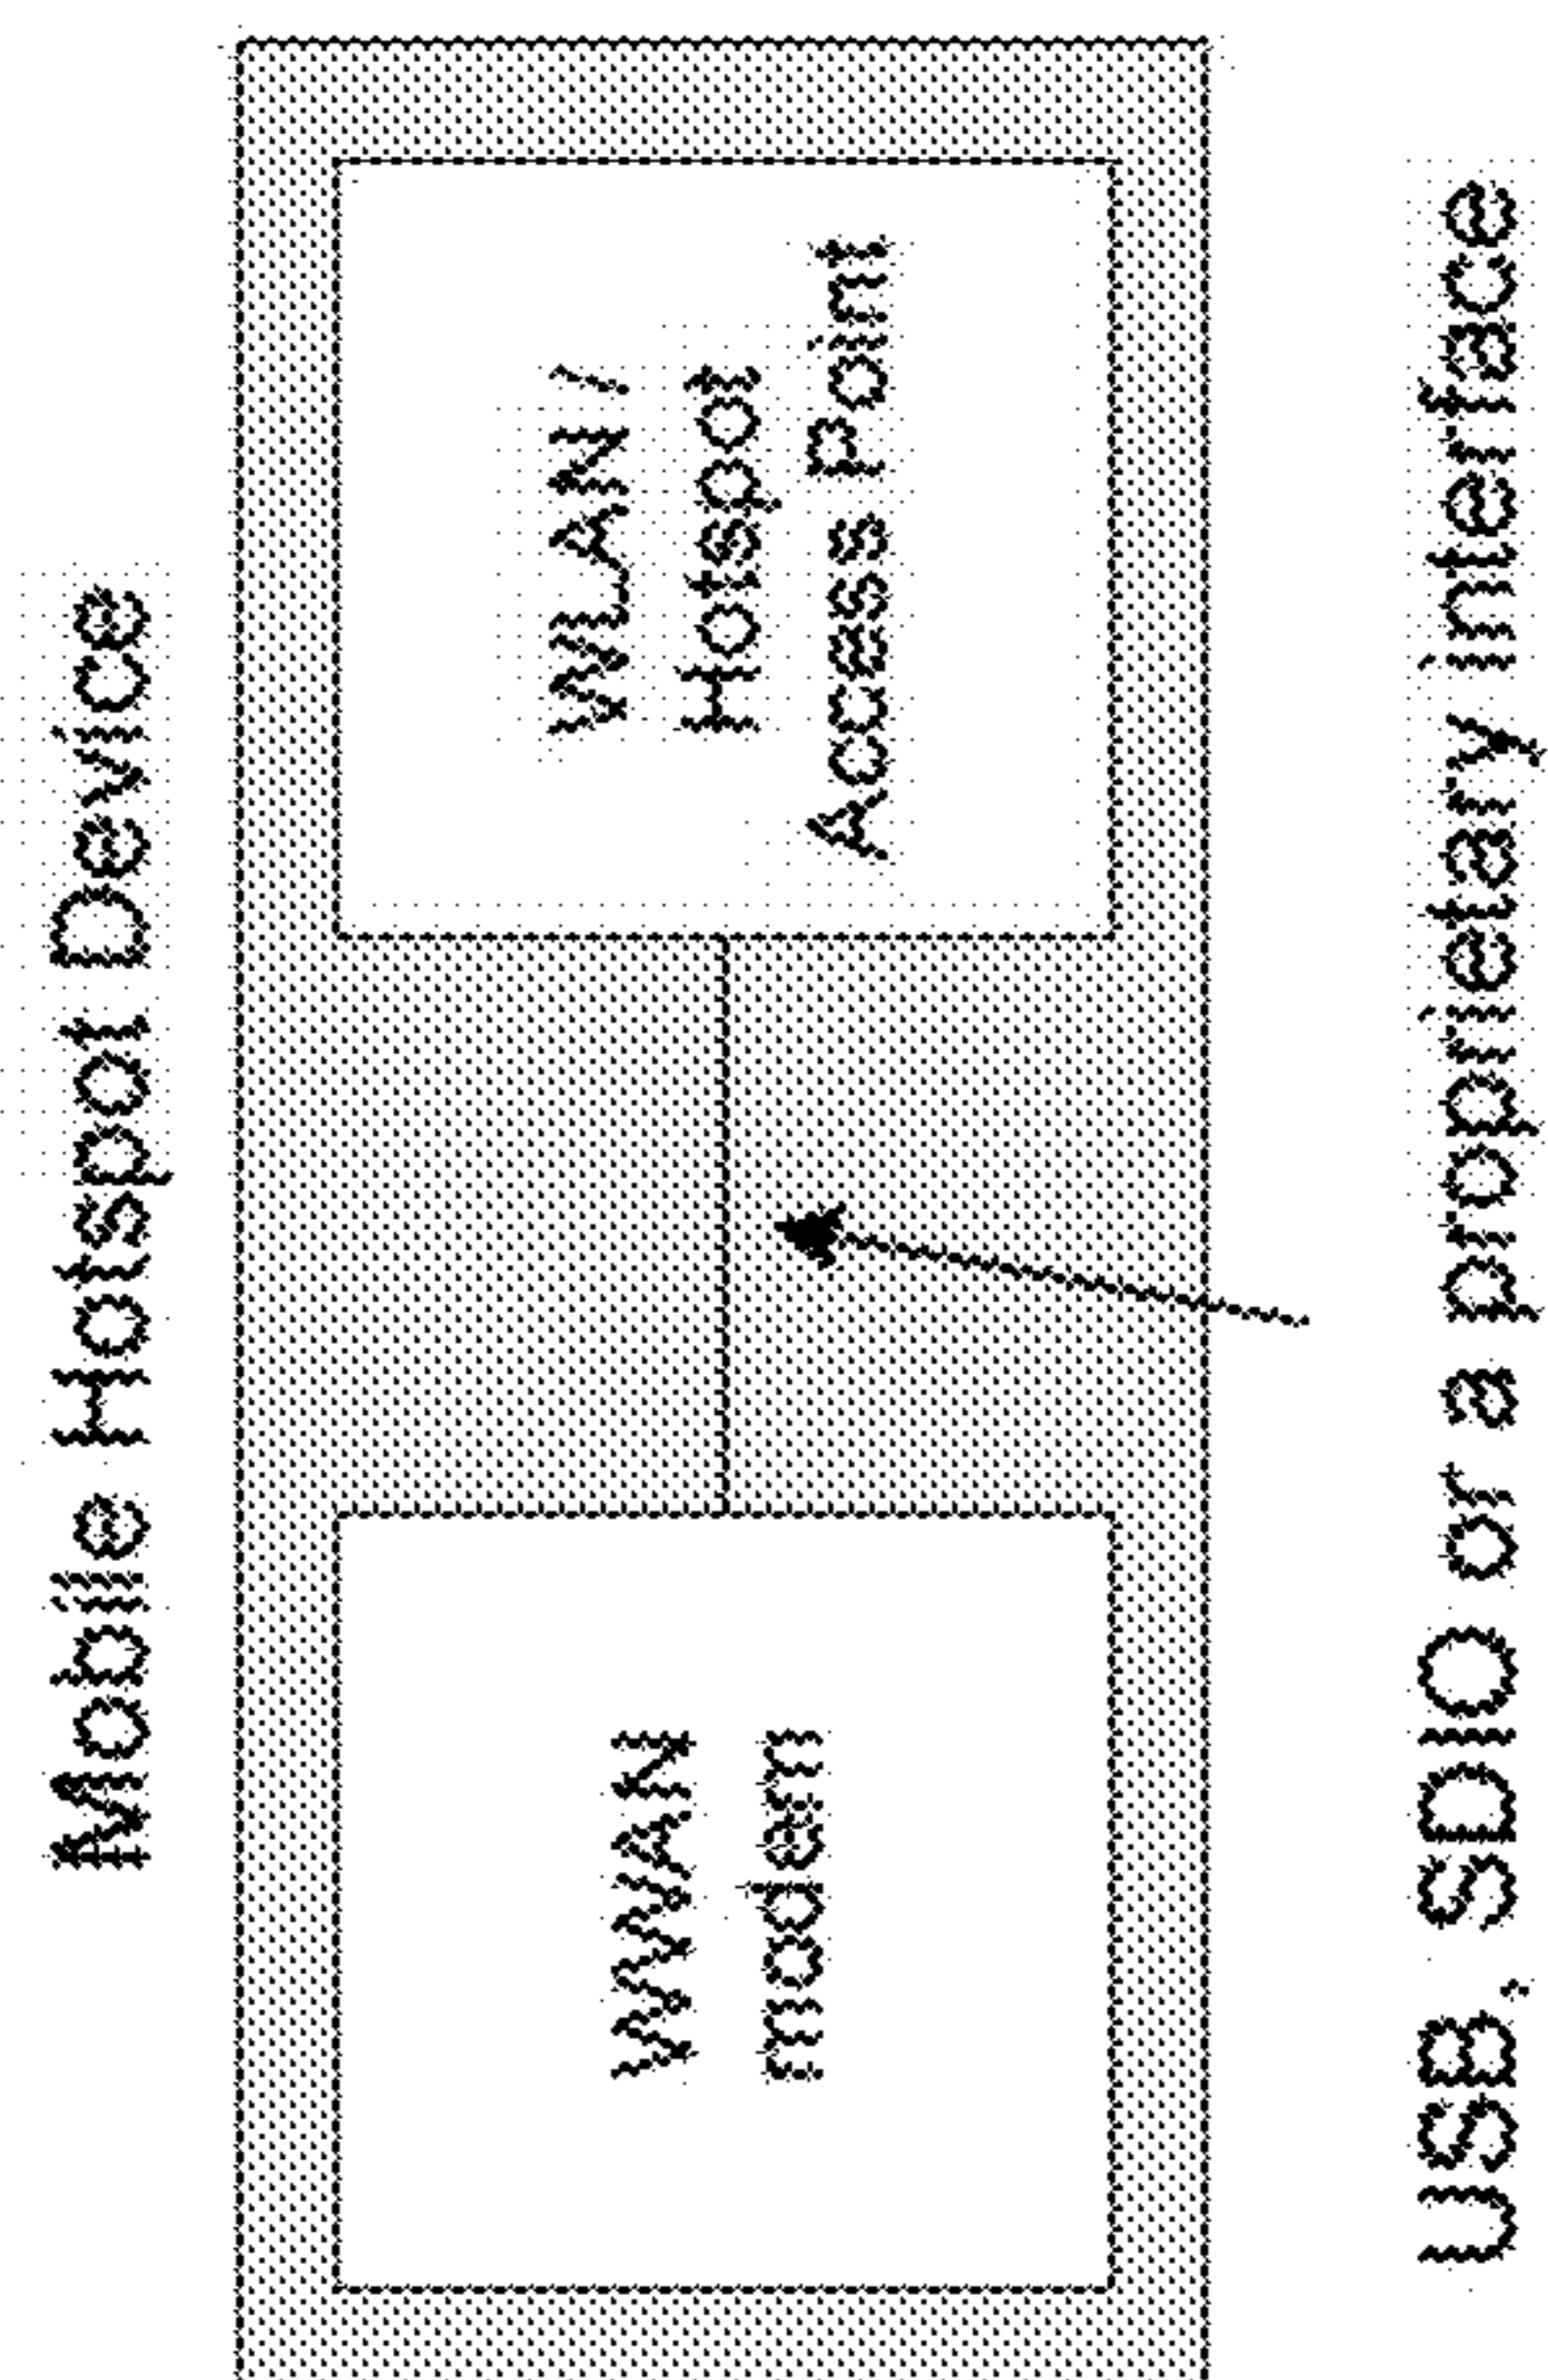 Mobile Hotspot Device
WWAN
modem
WLAN /
Hotspot
Access Point
USB, SDIO or a proprietary interface